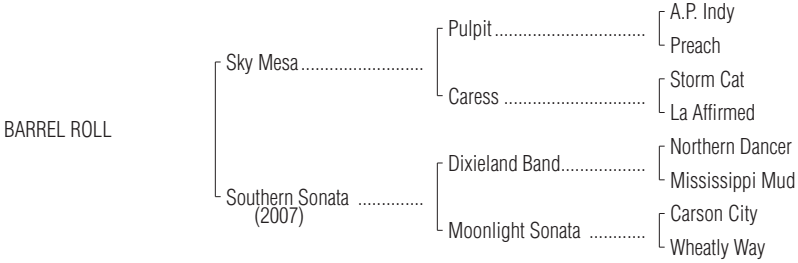 A.P. Indy
Pulpit..............................
Preach
Sky Mesa........................
Storm Cat
Caress ............................
La Affirmed
BARREL ROLL
Northern Dancer
Dixieland Band.................
Mississippi Mud
Southern Sonata .............
(2007)
Carson City
Moonlight Sonata ...........
Wheatly Way